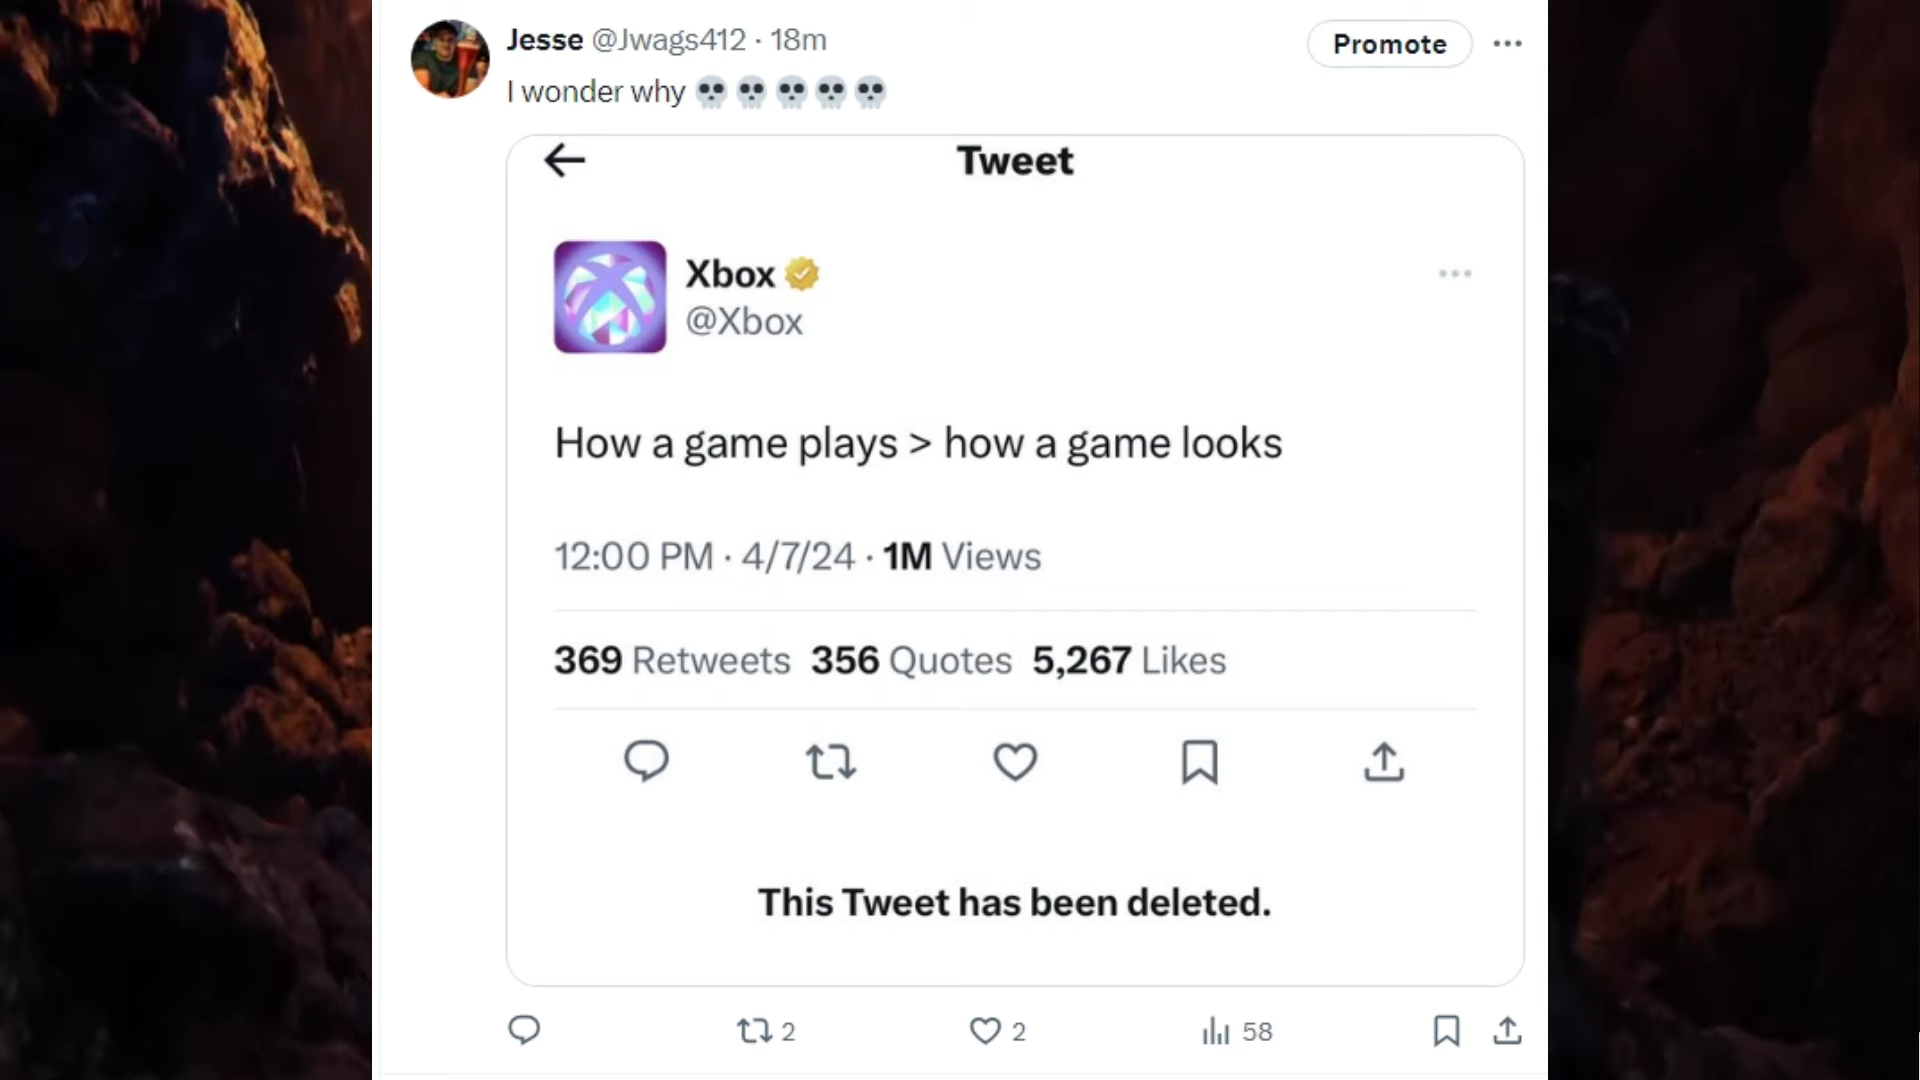 Jesse @Jwags412 · 18m
Promote
I wonder why 💀💀💀💀💀
Tweet
Xbox
@Xbox
How a game plays > how a game looks
12:00 PM · 4/7/24 · 1M Views
369 Retweets 356 Quotes 5,267 Likes
This Tweet has been deleted.
2 2 58